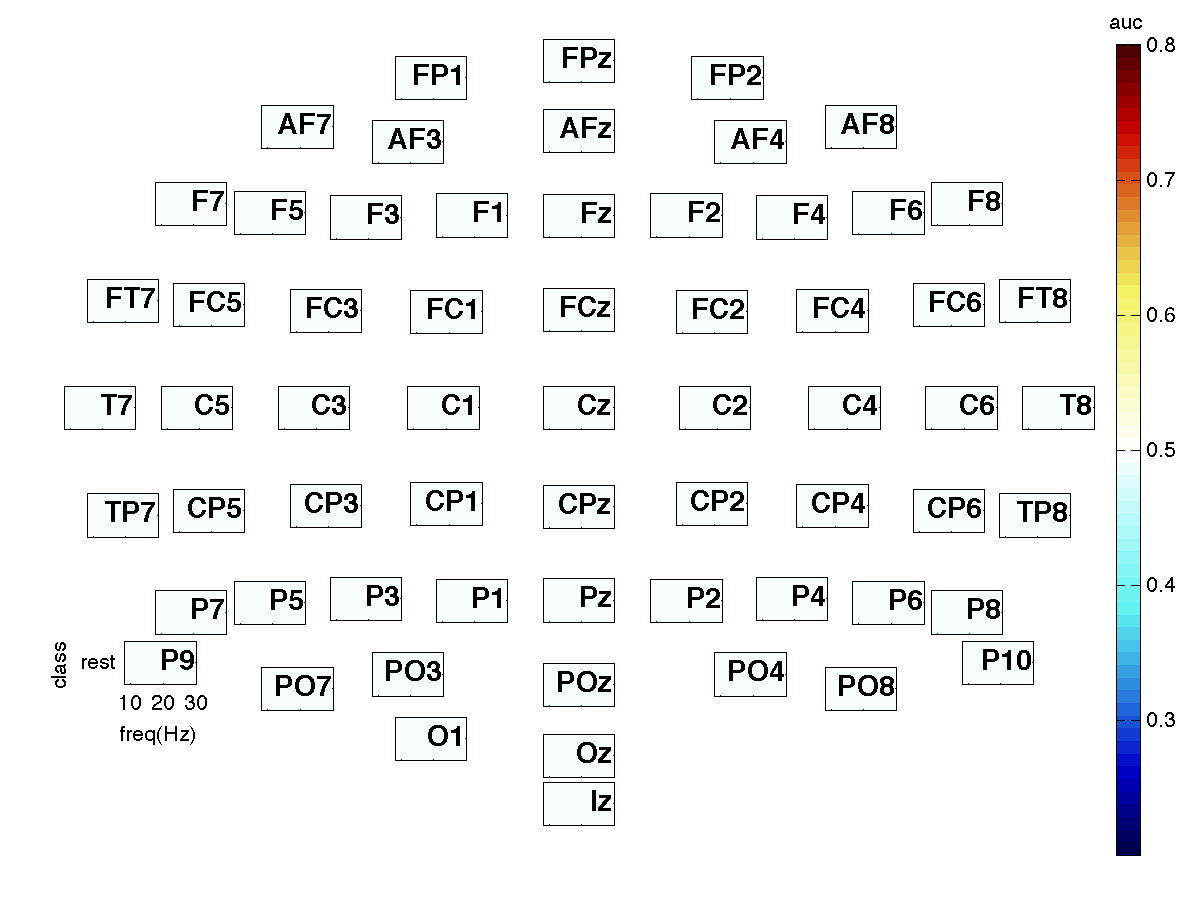 auc
0.8
FPz
FP1 FP2
AF7 AF3 AFz AF4 AF8
0.7
F7 F5 F3 F1 Fz F2 F4 F6 F8
0.6
FT7 FC5 FC3 FC1 FCz FC2 FC4 FC6 FT8
T7 C5 C3 C1 Cz C2 C4 C6 T8
0.5
TP7 CP5 CP3 CP1 CPz CP2 CP4 CP6 TP8
0.4
P7 P5 P3 P1 Pz P2 P4 P6 P8
class rest P9 P10
PO7 PO3 POz PO4 PO8
10 20 30
0.3
freq(Hz)
O1 Oz
Iz